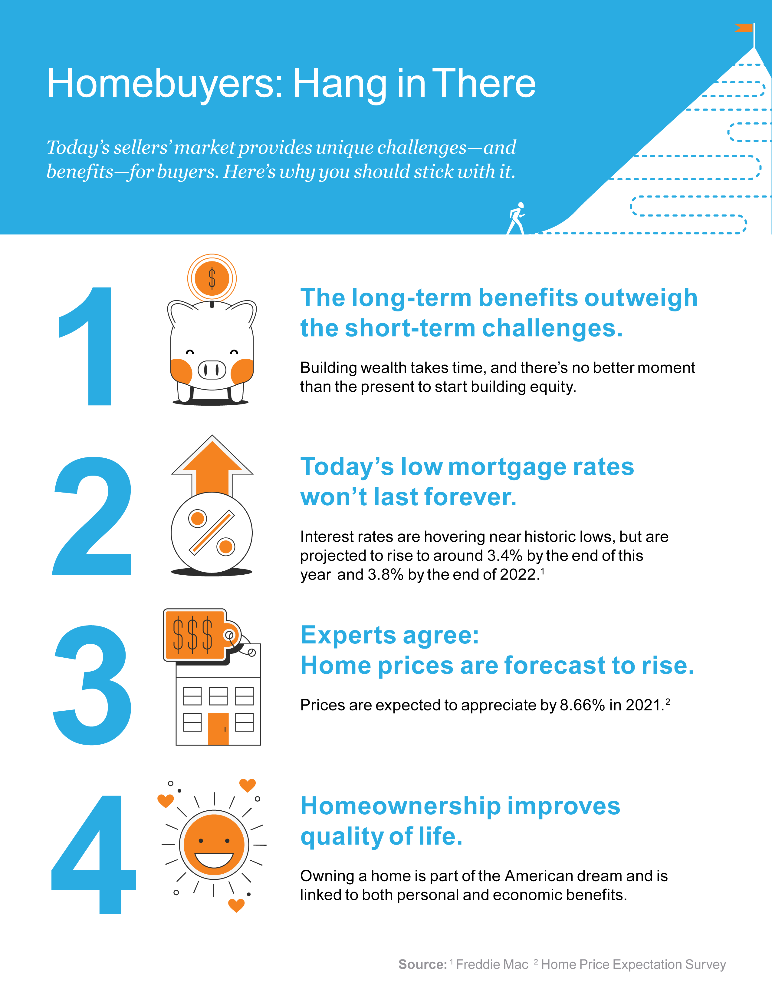 Homebuyers: Hang in There
Today’s sellers’ market provides unique challenges—and
benefits—for buyers. Here’s why you should stick with it.
1
$
The long-term benefits outweigh
the short-term challenges.
Building wealth takes time, and there’s no better moment
than the present to start building equity.
2
%
Today’s low mortgage rates
won’t last forever.
Interest rates are hovering near historic lows, but are
projected to rise to around 3.4% by the end of this
year and 3.8% by the end of 2022.¹
3
$$$
Experts agree:
Home prices are forecast to rise.
Prices are expected to appreciate by 8.66% in 2021.²
4
Homeownership improves
quality of life.
Owning a home is part of the American dream and is
linked to both personal and economic benefits.
Source: ¹ Freddie Mac ² Home Price Expectation Survey